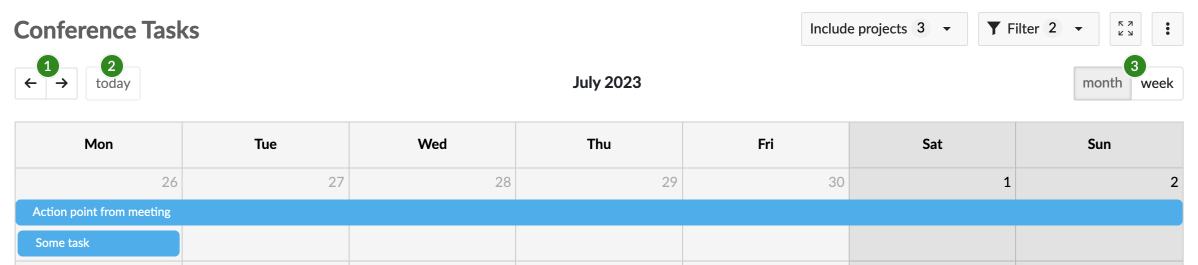 Conference Tasks
Include projects 3
Filter 2
1
2
3
today
July 2023
month week
Mon Tue Wed Thu Fri Sat Sun
26 27 28 29 30 1 2
Action point from meeting
Some task